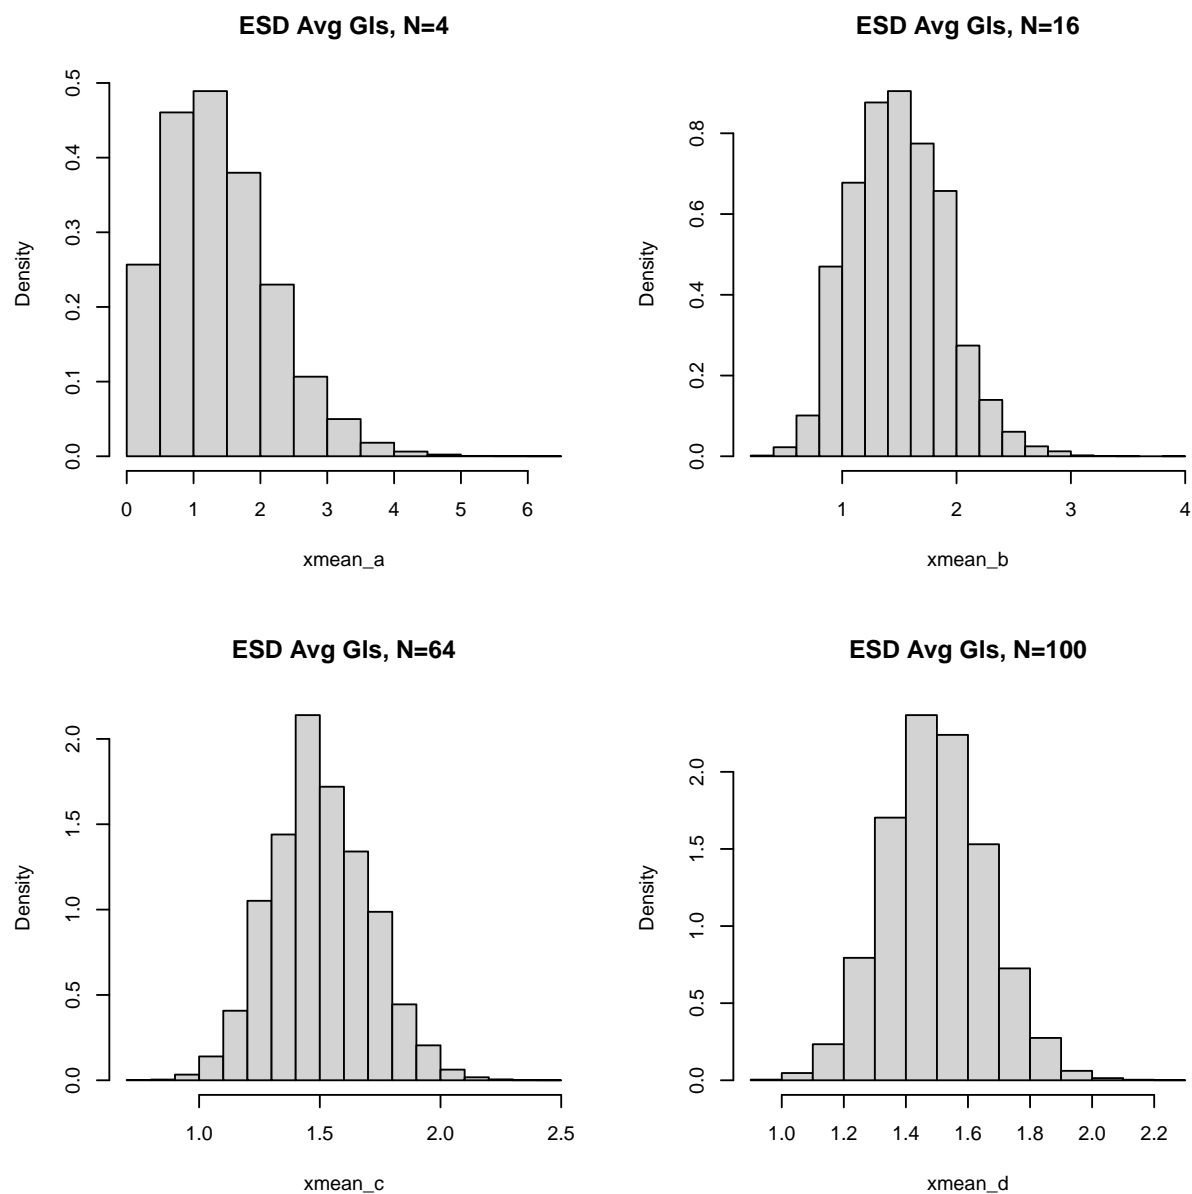 ESD Avg Gls, N=4
Density
0.0 0.1 0.2 0.3 0.4 0.5
0 1 2 3 4 5 6
xmean_a
ESD Avg Gls, N=16
Density
0.0 0.2 0.4 0.6 0.8
1 2 3 4
xmean_b
ESD Avg Gls, N=64
Density
0.0 0.5 1.0 1.5 2.0
1.0 1.5 2.0 2.5
xmean_c
ESD Avg Gls, N=100
Density
0.0 0.5 1.0 1.5 2.0
1.0 1.2 1.4 1.6 1.8 2.0 2.2
xmean_d